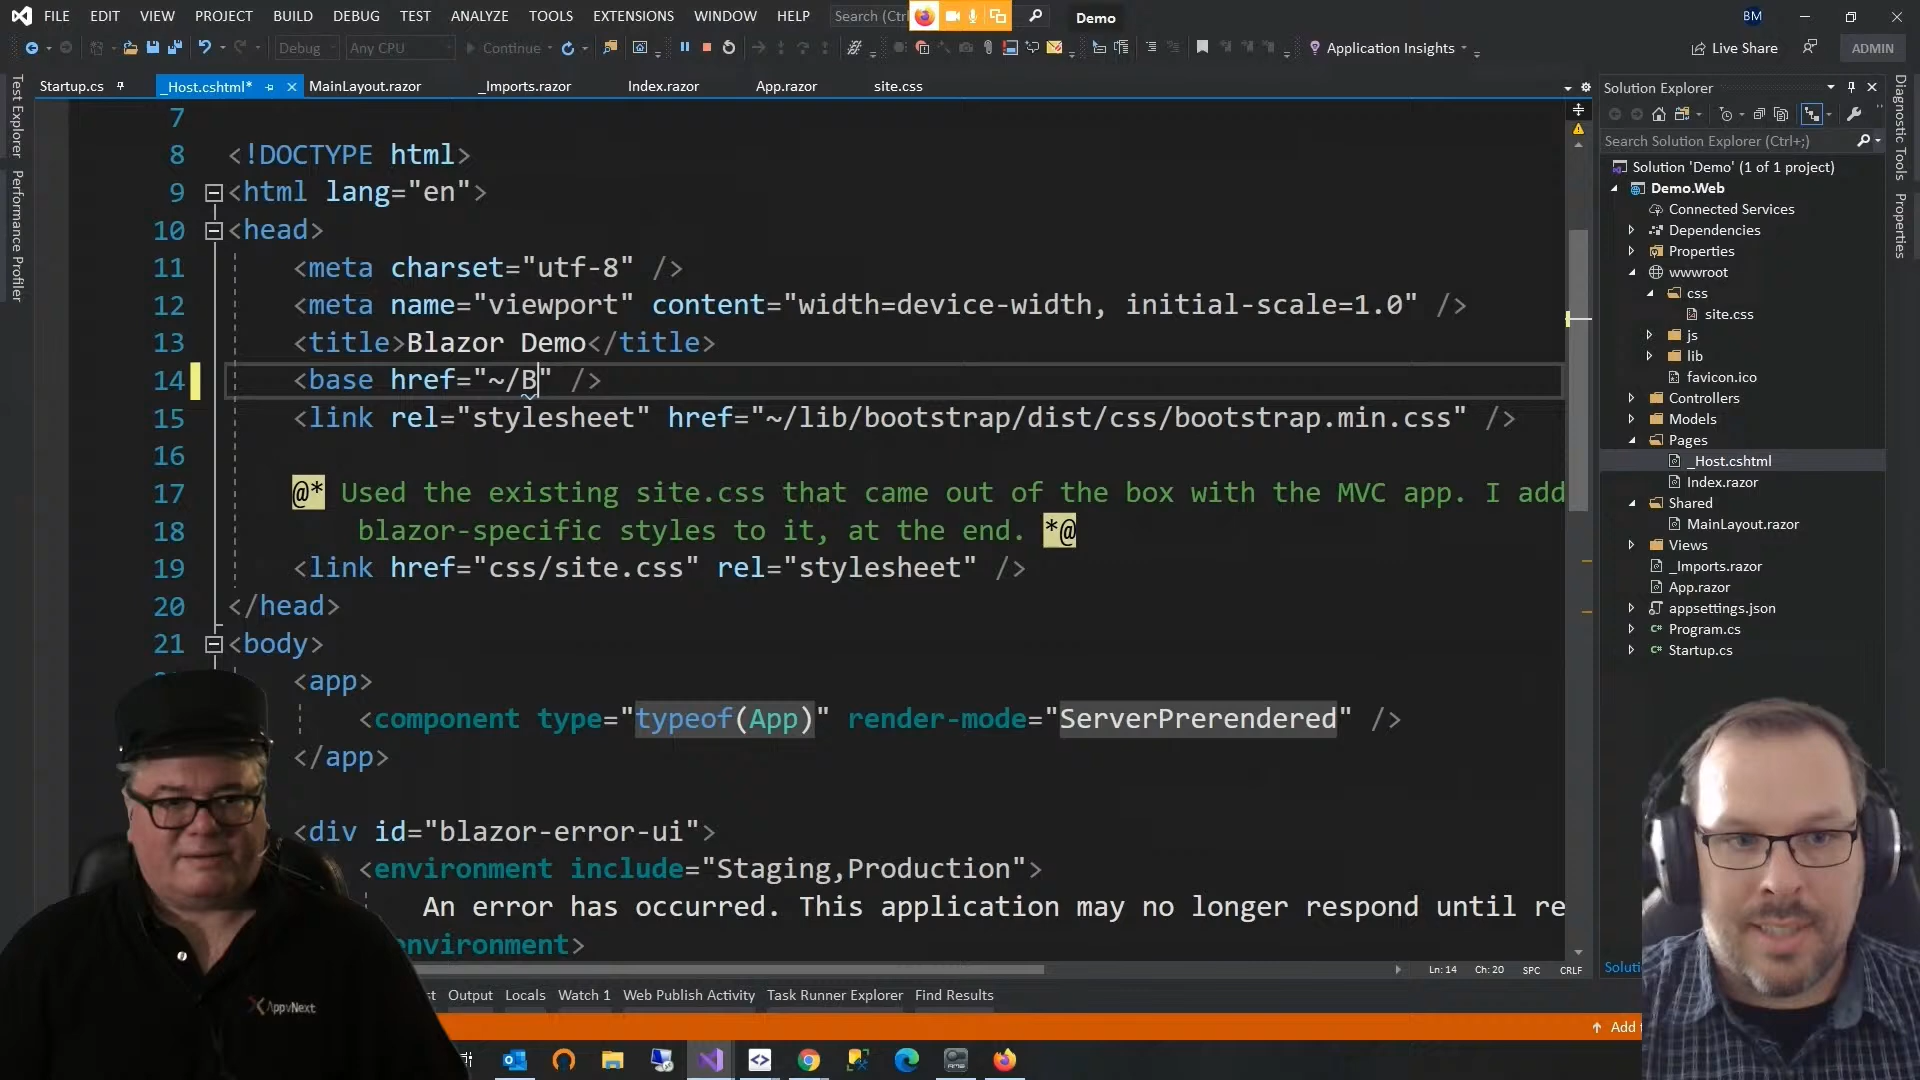 FILE EDIT VIEW PROJECT BUILD DEBUG TEST ANALYZE TOOLS EXTENSIONS WINDOW HELP Search (Ctrl Demo BM
Debug Any CPU Continue Application Insights Live Share ADMIN
Startup.cs _Host.cshtml* MainLayout.razor _Imports.razor Index.razor App.razor site.css
Test Explorer
Performance Profiler
7
8 <!DOCTYPE html>
9 <html lang="en">
10 <head>
11 <meta charset="utf-8" />
12 <meta name="viewport" content="width=device-width, initial-scale=1.0" />
13 <title>Blazor Demo</title>
14 <base href="~/B" />
15 <link rel="stylesheet" href="~/lib/bootstrap/dist/css/bootstrap.min.css" />
16
17 @* Used the existing site.css that came out of the box with the MVC app. I add
18 blazor-specific styles to it, at the end. *@
19 <link href="css/site.css" rel="stylesheet" />
20 </head>
21 <body>
<app>
<component type="typeof(App)" render-mode="ServerPrerendered" />
</app>
<div id="blazor-error-ui">
<environment include="Staging,Production">
An error has occurred. This application may no longer respond until re
environment>
Ln: 14 Ch: 20 SPC CRLF
Output Locals Watch 1 Web Publish Activity Task Runner Explorer Find Results
Add
Solution Explorer
Search Solution Explorer (Ctrl+;)
Solution 'Demo' (1 of 1 project)
Demo.Web
Connected Services
Dependencies
Properties
wwwroot
css
site.css
js
lib
favicon.ico
Controllers
Models
Pages
_Host.cshtml
Index.razor
Shared
MainLayout.razor
Views
_Imports.razor
App.razor
appsettings.json
Program.cs
Startup.cs
Diagnostic Tools
Properties
AppvNext